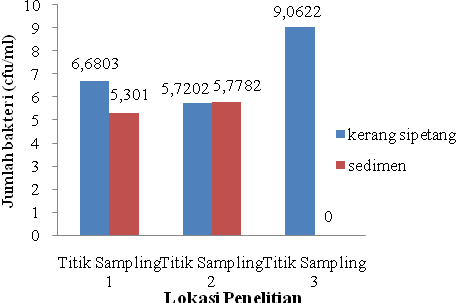 10
9
8
7
6
5
4
3
2
1
0
Jumlah bakteri (cfu/ml)
6,6803
5,301
5,7202
5,7782
9,0622
0
kerang sipetang
sedimen
Titik Sampling 1
Titik Sampling 2
Titik Sampling 3
Lokasi Penelitian